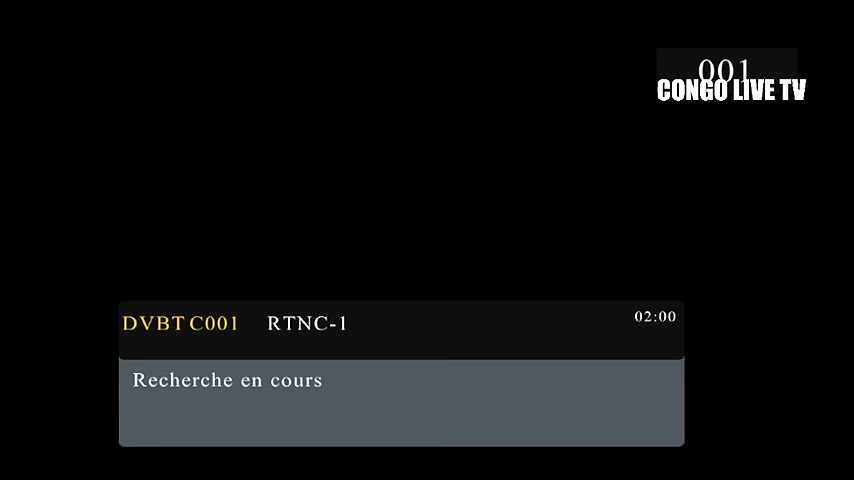 001
CONGO LIVE TV
DVBT C001 RTNC-1 02:00
Recherche en cours